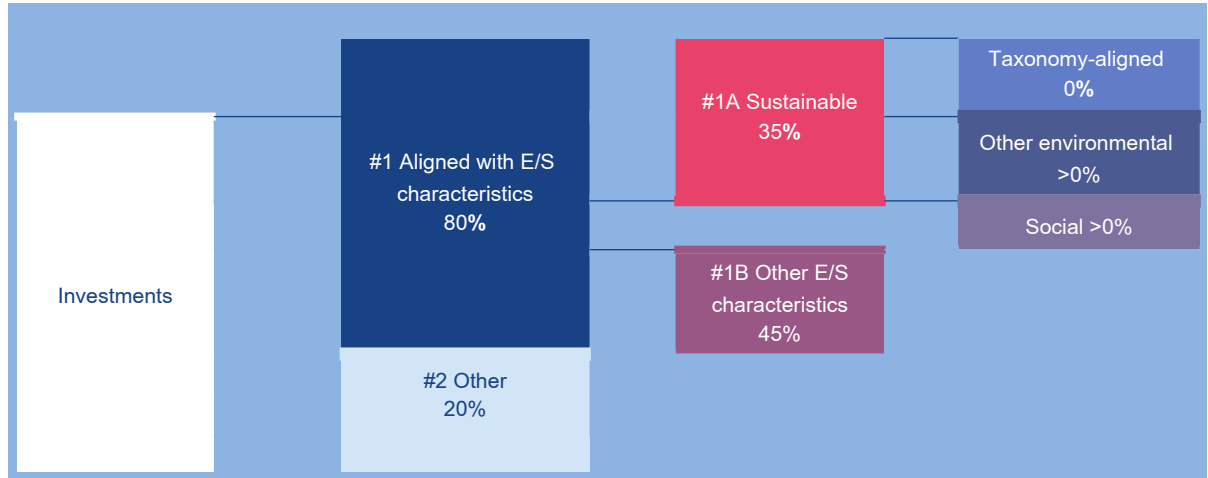 Investments
#1 Aligned with E/S
characteristics
80%
#2 Other
20%
#1A Sustainable
35%
#1B Other E/S
characteristics
45%
Taxonomy-aligned
0%
Other environmental
>0%
Social >0%